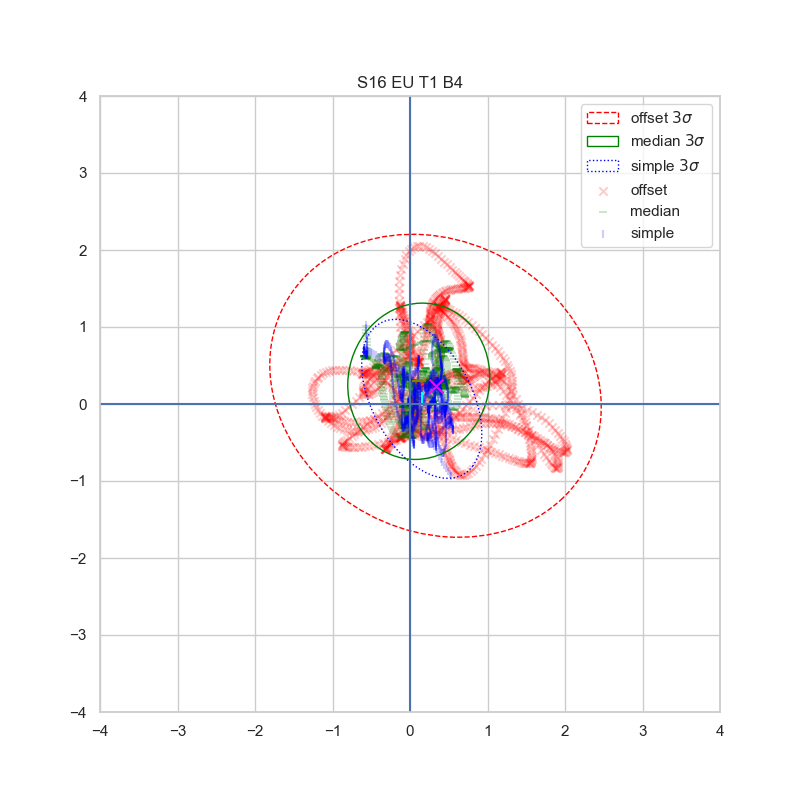 S16 EU T1 B4
offset 3σ
median 3σ
simple 3σ
offset
median
simple
4
3
2
1
0
−1
−2
−3
−4
−4 −3 −2 −1 0 1 2 3 4